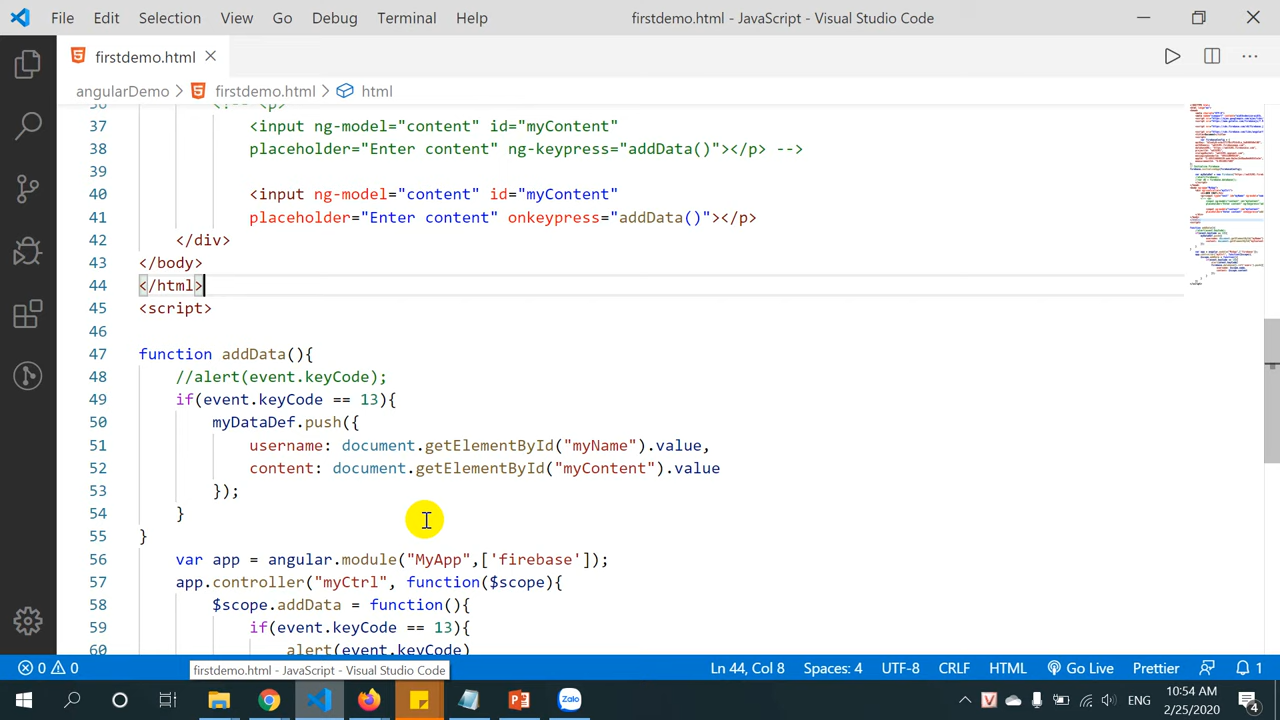 File Edit Selection View Go Debug Terminal Help firstdemo.html - JavaScript - Visual Studio Code
firstdemo.html
angularDemo firstdemo.html html
36 <!-- <p>
37 <input ng-model="content" id="myContent"
38 placeholder="Enter content" ng-keypress="addData()"></p>-->
39
40 <input ng-model="content" id="myContent"
41 placeholder="Enter content" onkeypress="addData()"></p>
42 </div>
43 </body>
44 </html>
45 <script>
46
47 function addData(){
48 //alert(event.keyCode);
49 if(event.keyCode == 13){
50 myDataDef.push({
51 username: document.getElementById("myName").value,
52 content: document.getElementById("myContent").value
53 });
54 }
55 }
56 var app = angular.module("MyApp",['firebase']);
57 app.controller("myCtrl", function($scope){
58 $scope.addData = function(){
59 if(event.keyCode == 13){
60 alert(event.keyCode)
0 0 firstdemo.html - JavaScript - Visual Studio Code Ln 44, Col 8 Spaces: 4 UTF-8 CRLF HTML Go Live Prettier 1
Zalo V ENG 10:54 AM 4
2/25/2020